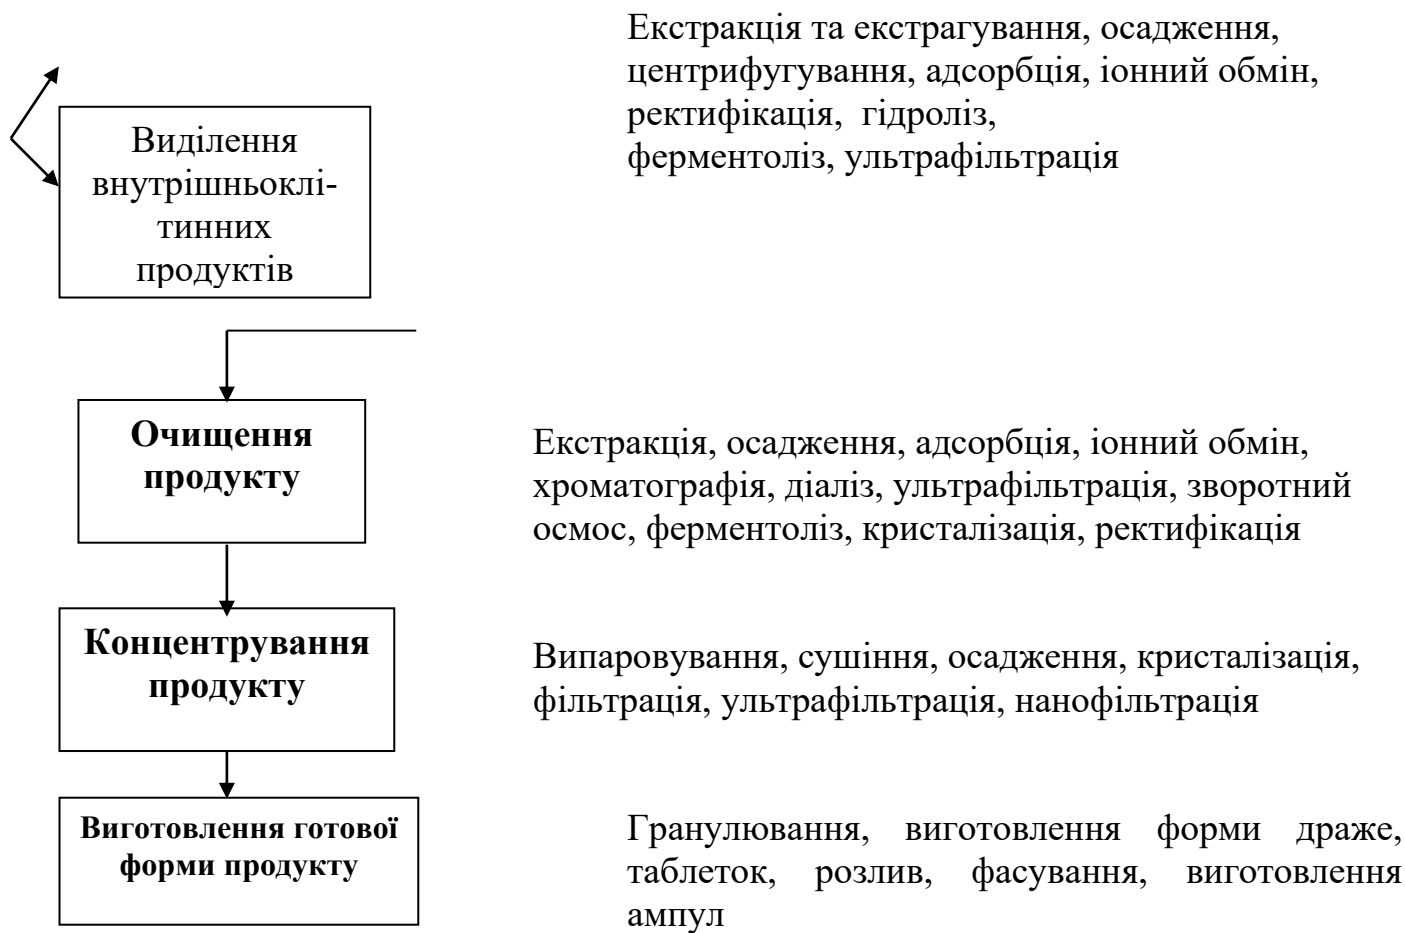 Екстракція та екстрагування, осадження,
центрифугування, адсорбція, іонний обмін,
ректифікація, гідроліз,
ферментоліз, ультрафільтрація
Виділення
внутрішньоклі-
тинних
продуктів
Очищення
продукту
Екстракція, осадження, адсорбція, іонний обмін,
хроматографія, діаліз, ультрафільтрація, зворотний
осмос, ферментоліз, кристалізація, ректифікація
Концентрування
продукту
Випаровування, сушіння, осадження, кристалізація,
фільтрація, ультрафільтрація, нанофільтрація
Виготовлення готової
форми продукту
Гранулювання, виготовлення форми драже,
таблеток, розлив, фасування, виготовлення
ампул